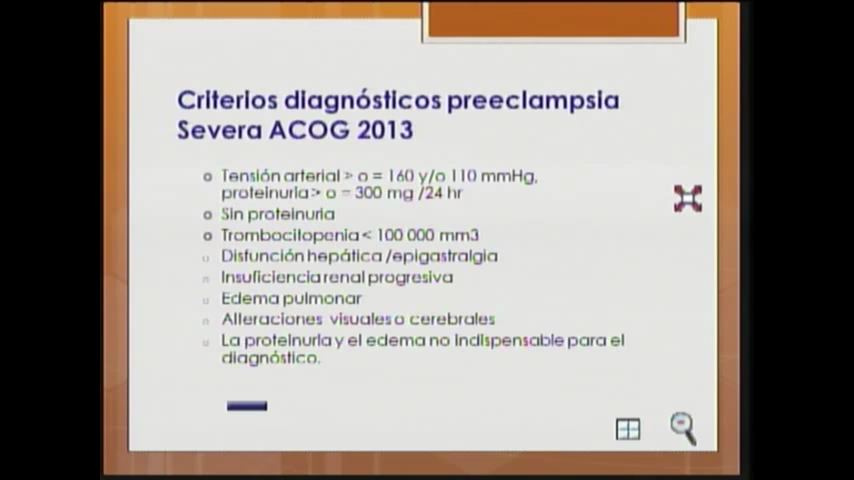 Criterios diagnósticos preeclampsia
Severa ACOG 2013
Tensión arterial > o = 160 y/o 110 mmHg,
proteinuria > o = 300 mg /24 hr
Sin proteinuria
Trombocitopenia < 100 000 mm3
Disfunción hepática /epigastralgia
Insuficiencia renal progresiva
Edema pulmonar
Alteraciones visuales o cerebrales
La proteinuria y el edema no indispensable para el
diagnóstico.